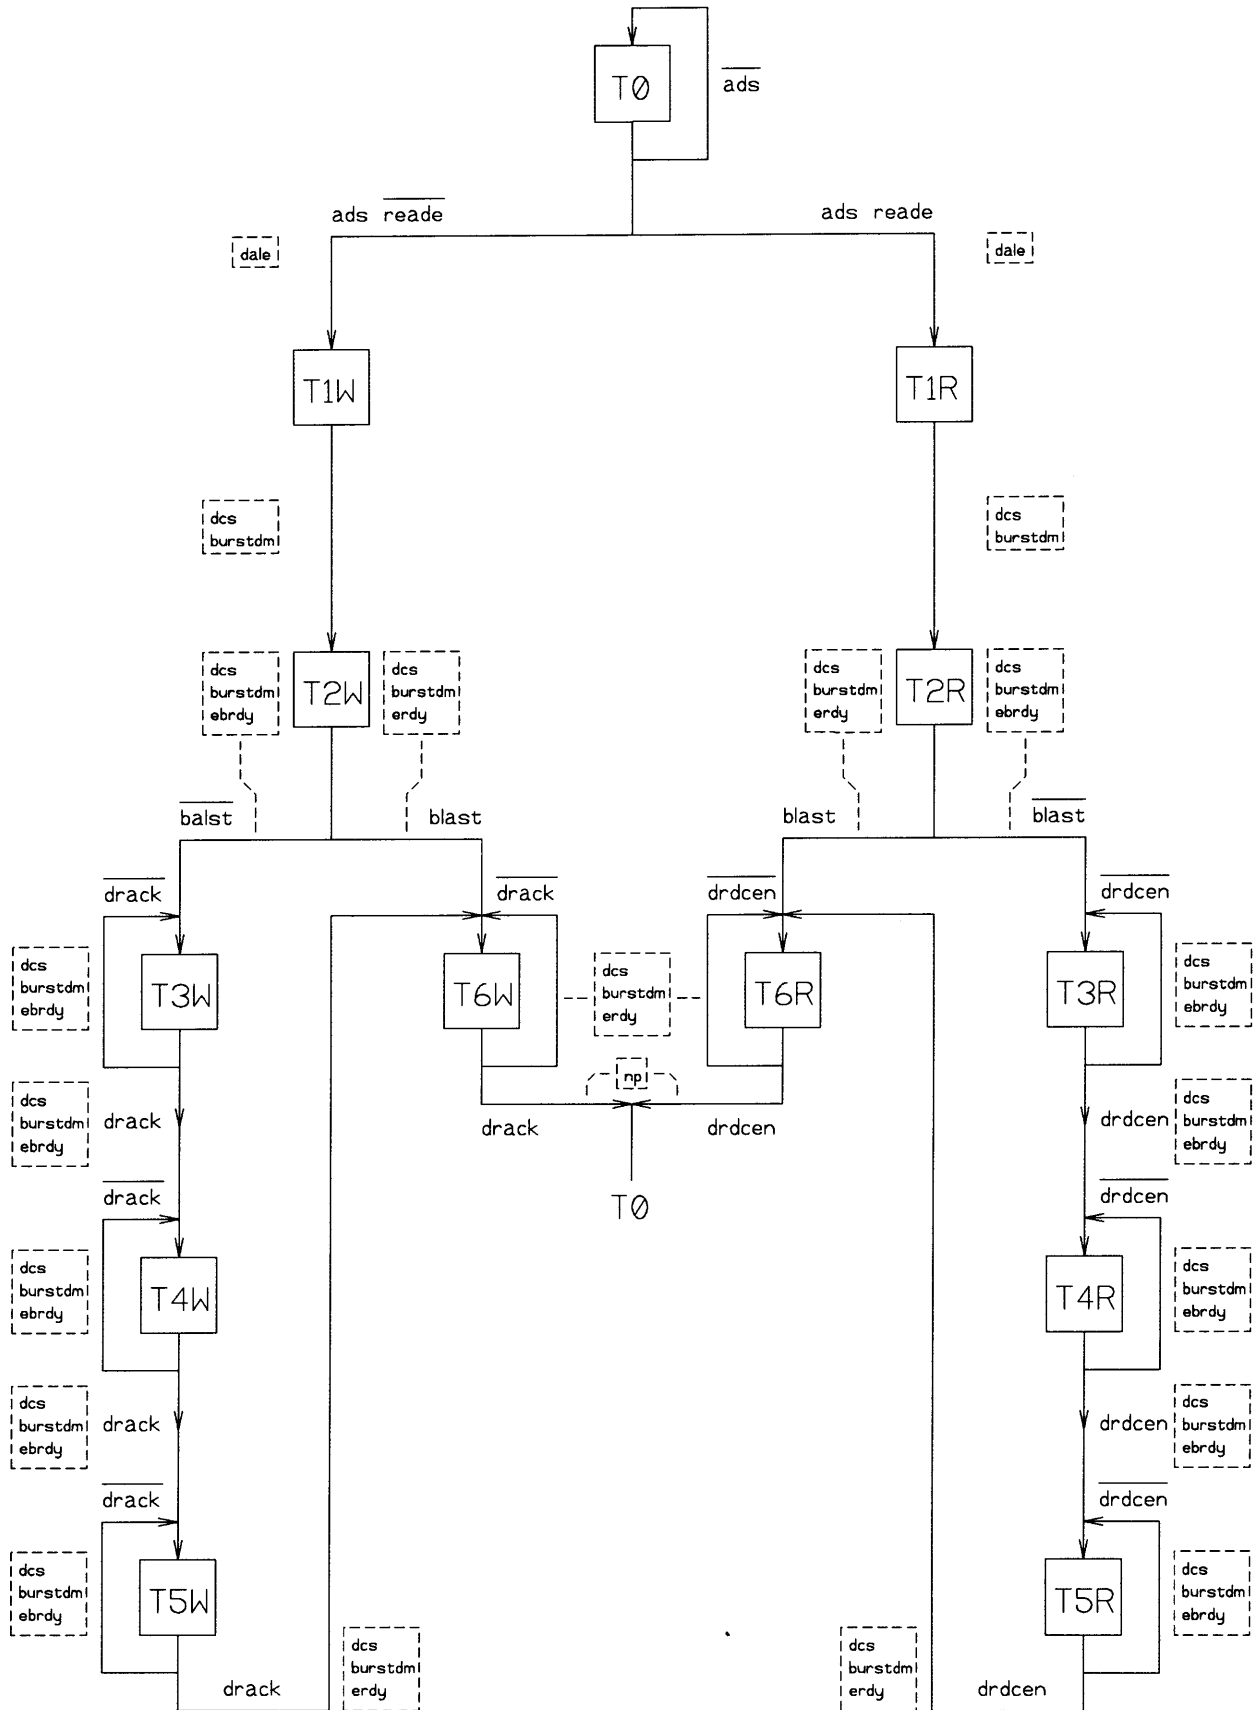 T0
ads
ads reade
ads reade
dale
dale
T1W
T1R
dcs
burstdm
dcs
burstdm
dcs
burstdm
ebrdy
T2W
dcs
burstdm
erdy
dcs
burstdm
erdy
T2R
dcs
burstdm
ebrdy
balst
blast
blast
blast
drack
drack
drdcen
drdcen
dcs
burstdm
ebrdy
T3W
T6W
dcs
burstdm
erdy
T6R
T3R
dcs
burstdm
ebrdy
np
dcs
burstdm
ebrdy
drack
drack
drdcen
drdcen
dcs
burstdm
ebrdy
T0
drack
drdcen
dcs
burstdm
ebrdy
T4W
T4R
dcs
burstdm
ebrdy
dcs
burstdm
ebrdy
drack
drdcen
dcs
burstdm
ebrdy
drack
drdcen
dcs
burstdm
ebrdy
T5W
T5R
dcs
burstdm
ebrdy
drack
dcs
burstdm
erdy
dcs
burstdm
erdy
drdcen